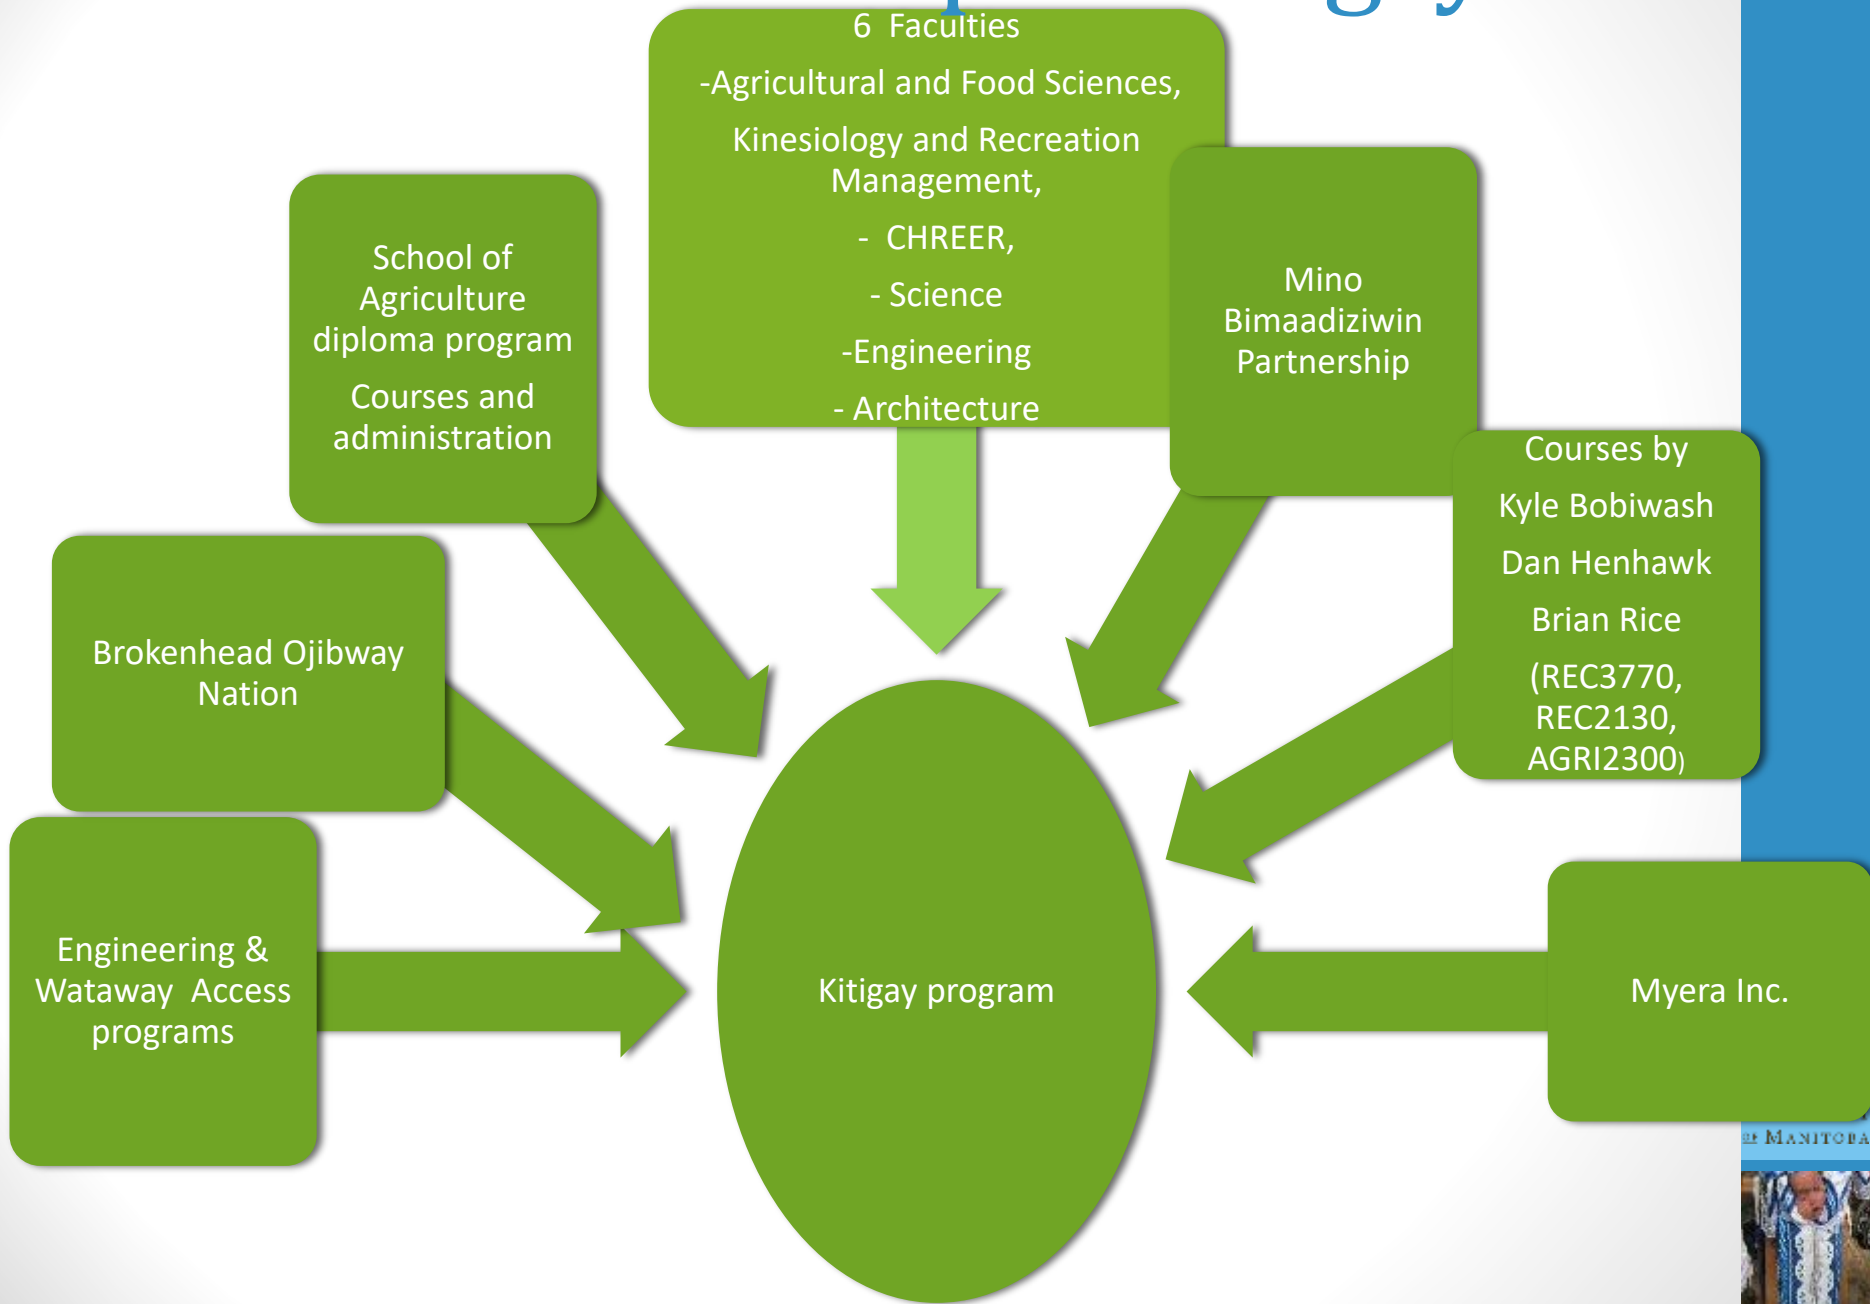 6 Faculties
-Agricultural and Food Sciences,
Kinesiology and Recreation
Management,
- CHREER,
- Science
-Engineering
- Architecture
School of
Agriculture
diploma program
Courses and
administration
Mino
Bimaadiziwin
Partnership
Courses by
Kyle Bobiwash
Dan Henhawk
Brian Rice
(REC3770,
REC2130,
AGRI2300)
Brokenhead Ojibway
Nation
Engineering &
Wataway Access
programs
Kitigay program
Myera Inc.
OF MANITOBA